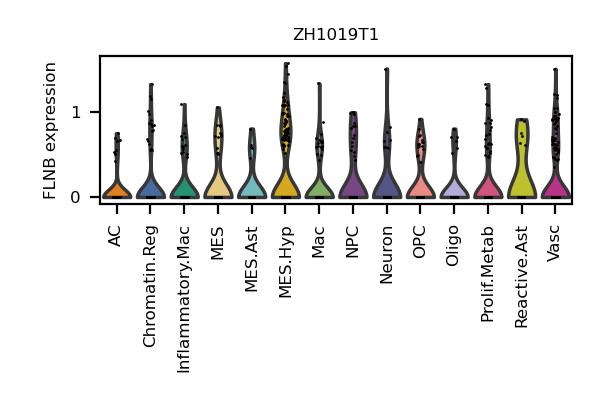 ZH1019T1
FLNB expression
1
0
AC
Chromatin.Reg
Inflammatory.Mac
MES
MES.Ast
MES.Hyp
Mac
NPC
Neuron
OPC
Oligo
Prolif.Metab
Reactive.Ast
Vasc